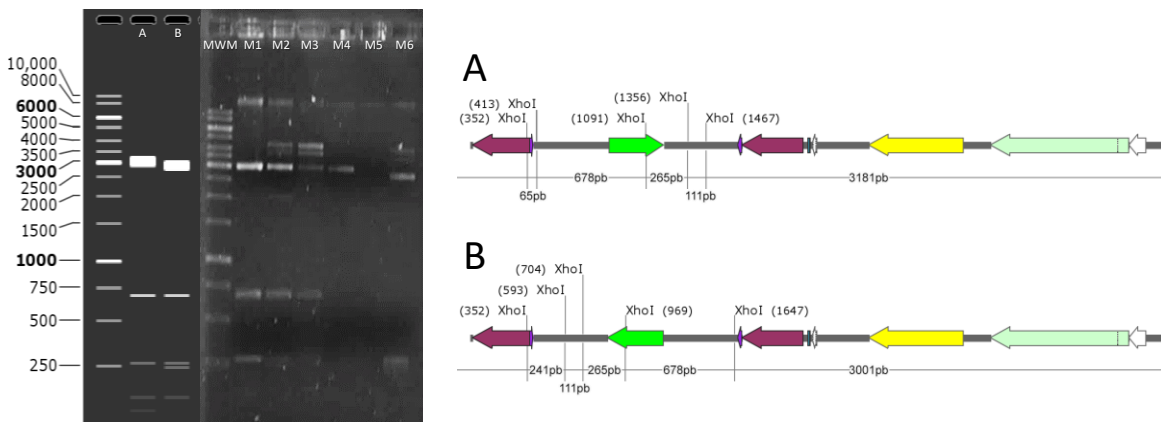 A B MWM M1 M2 M3 M4 M5 M6
10,000
8000
6000
5000
4000
3500
3000
2500
2000
1500
1000
750
500
250
A
(1356) XhoI
(413) XhoI
(352) XhoI (1091) XhoI XhoI (1467)
678pb 265pb 3181pb
65pb 111pb
B
(704) XhoI
(593) XhoI
(352) XhoI XhoI (969) XhoI (1647)
241pb 265pb 678pb 3001pb
111pb